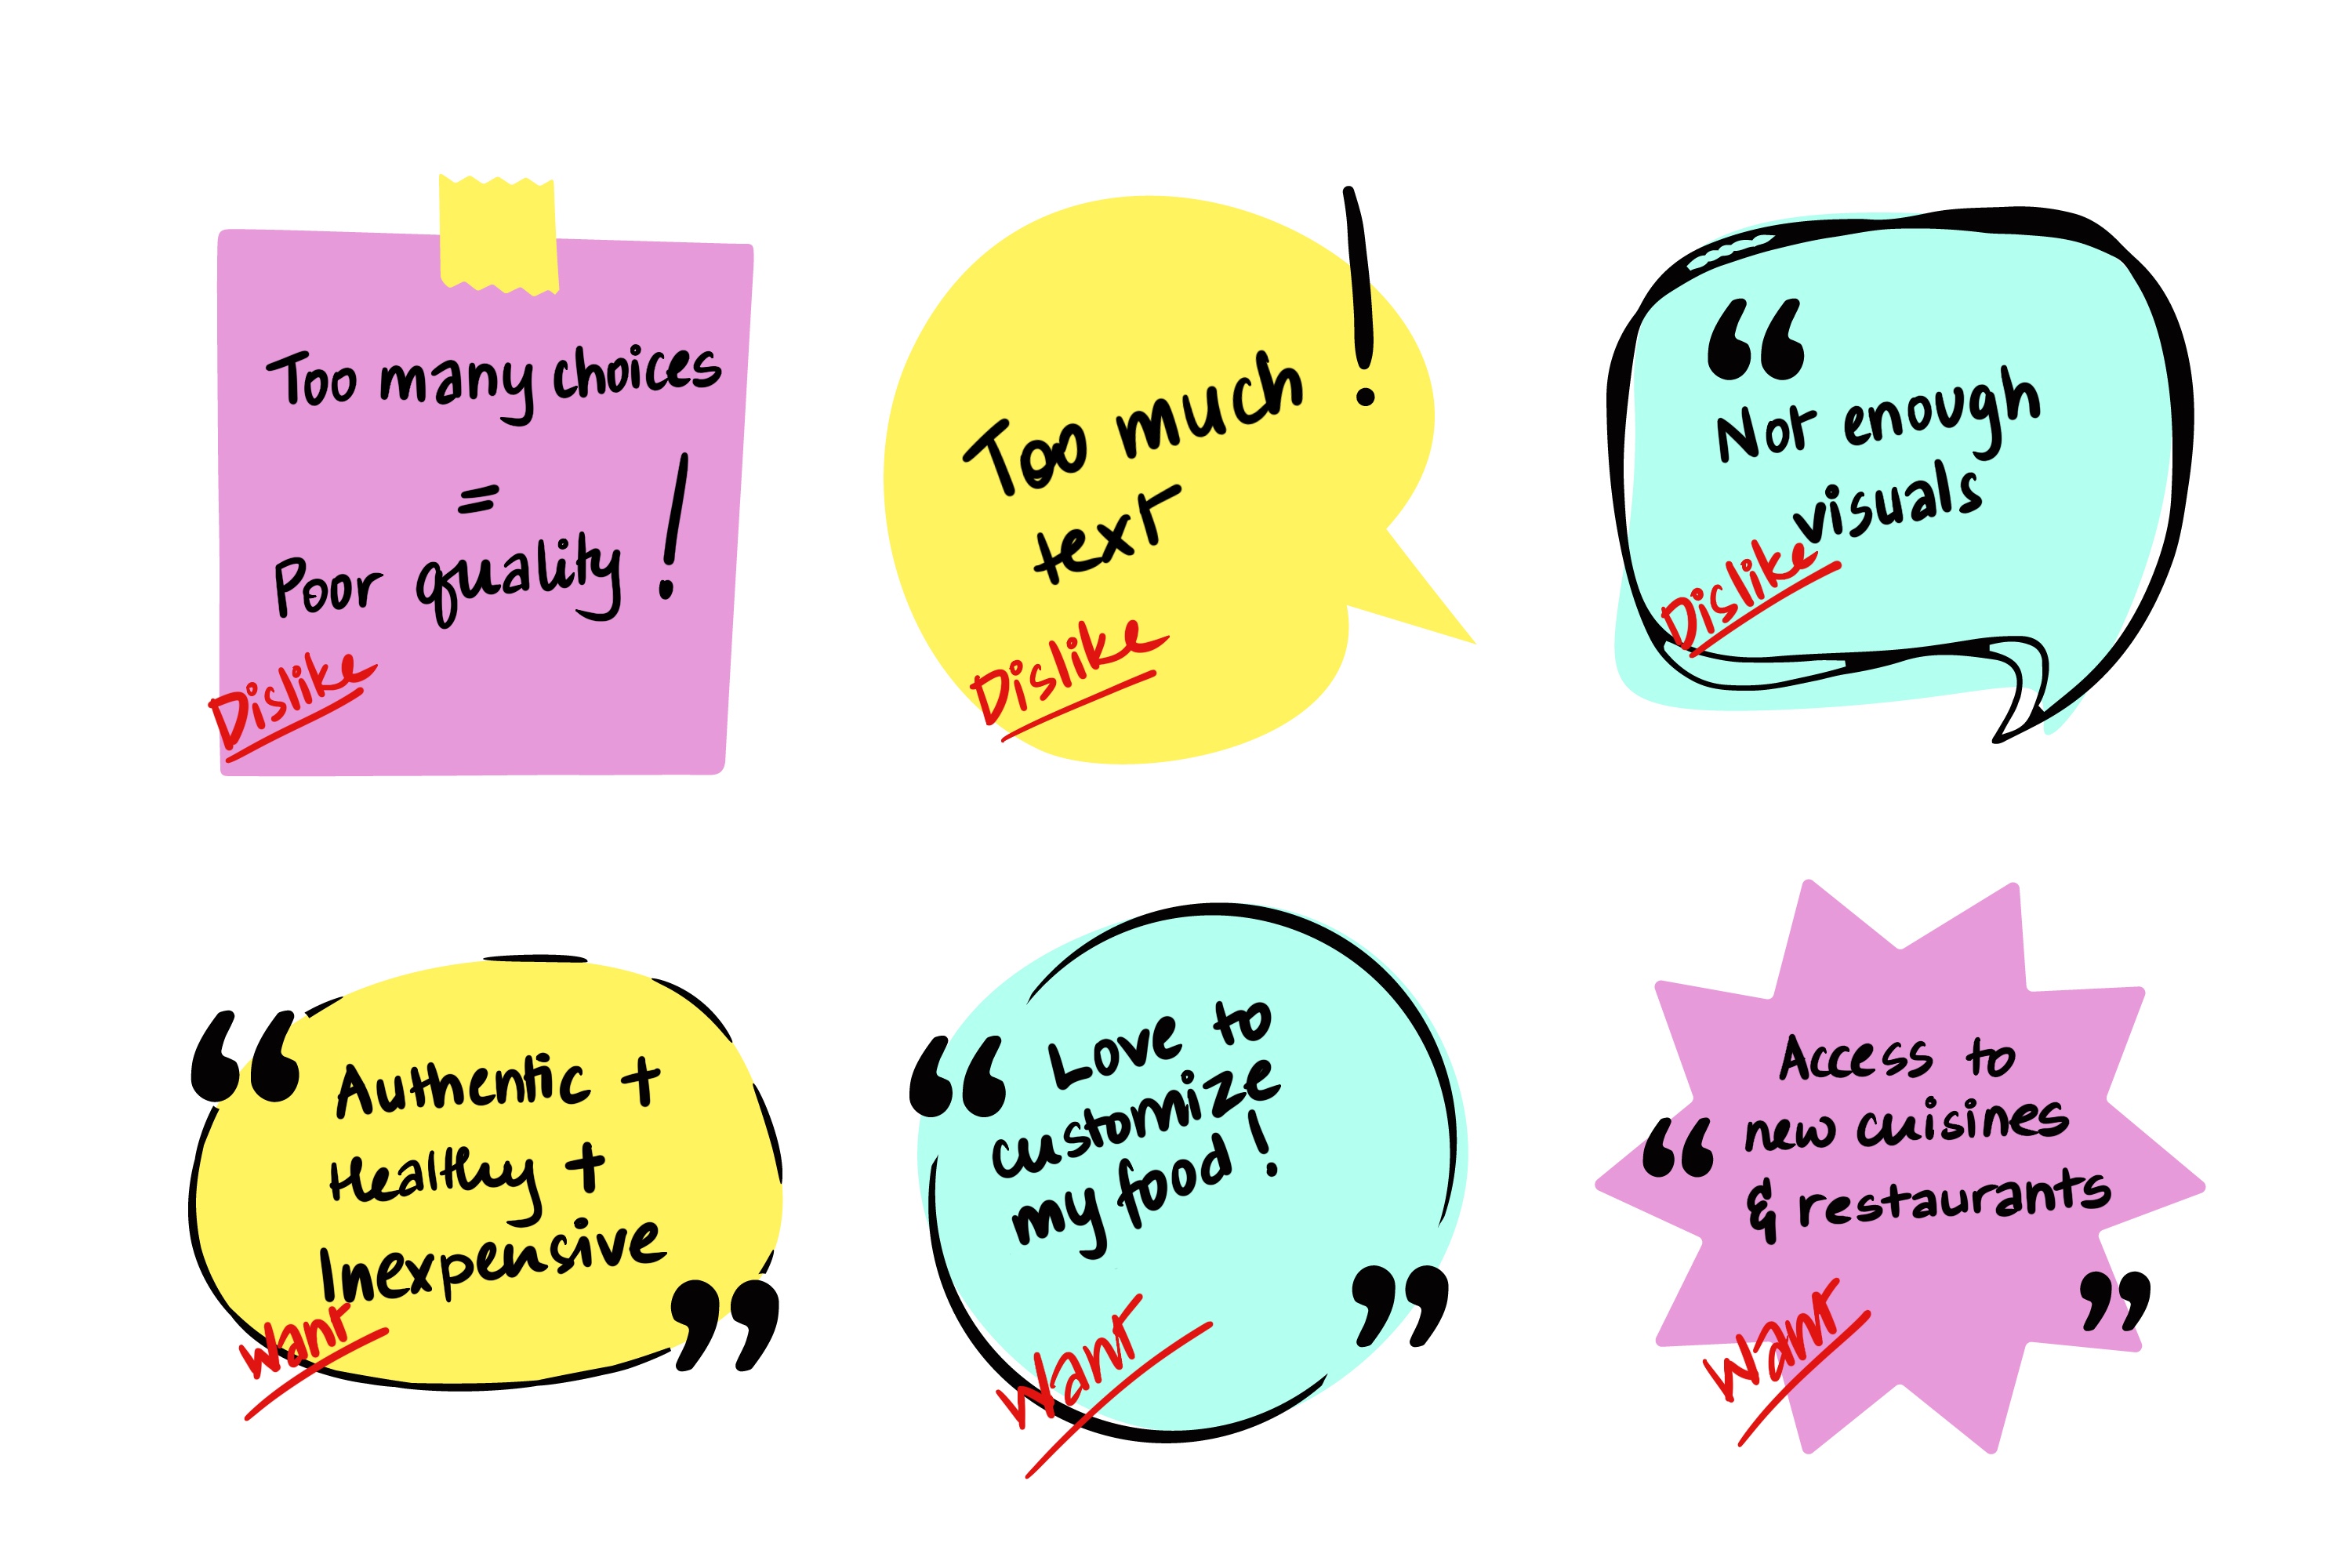 Too many choices
=
Poor quality !
Dislike
Too much !
text
Dislike
“
Not enough
visuals
Dislike
“ Authentic +
Healthy +
Inexpensive ”
Want
“ Love to
customize
my food !
”
Want
Access to
“ new cuisines
& restaurants
”
Want